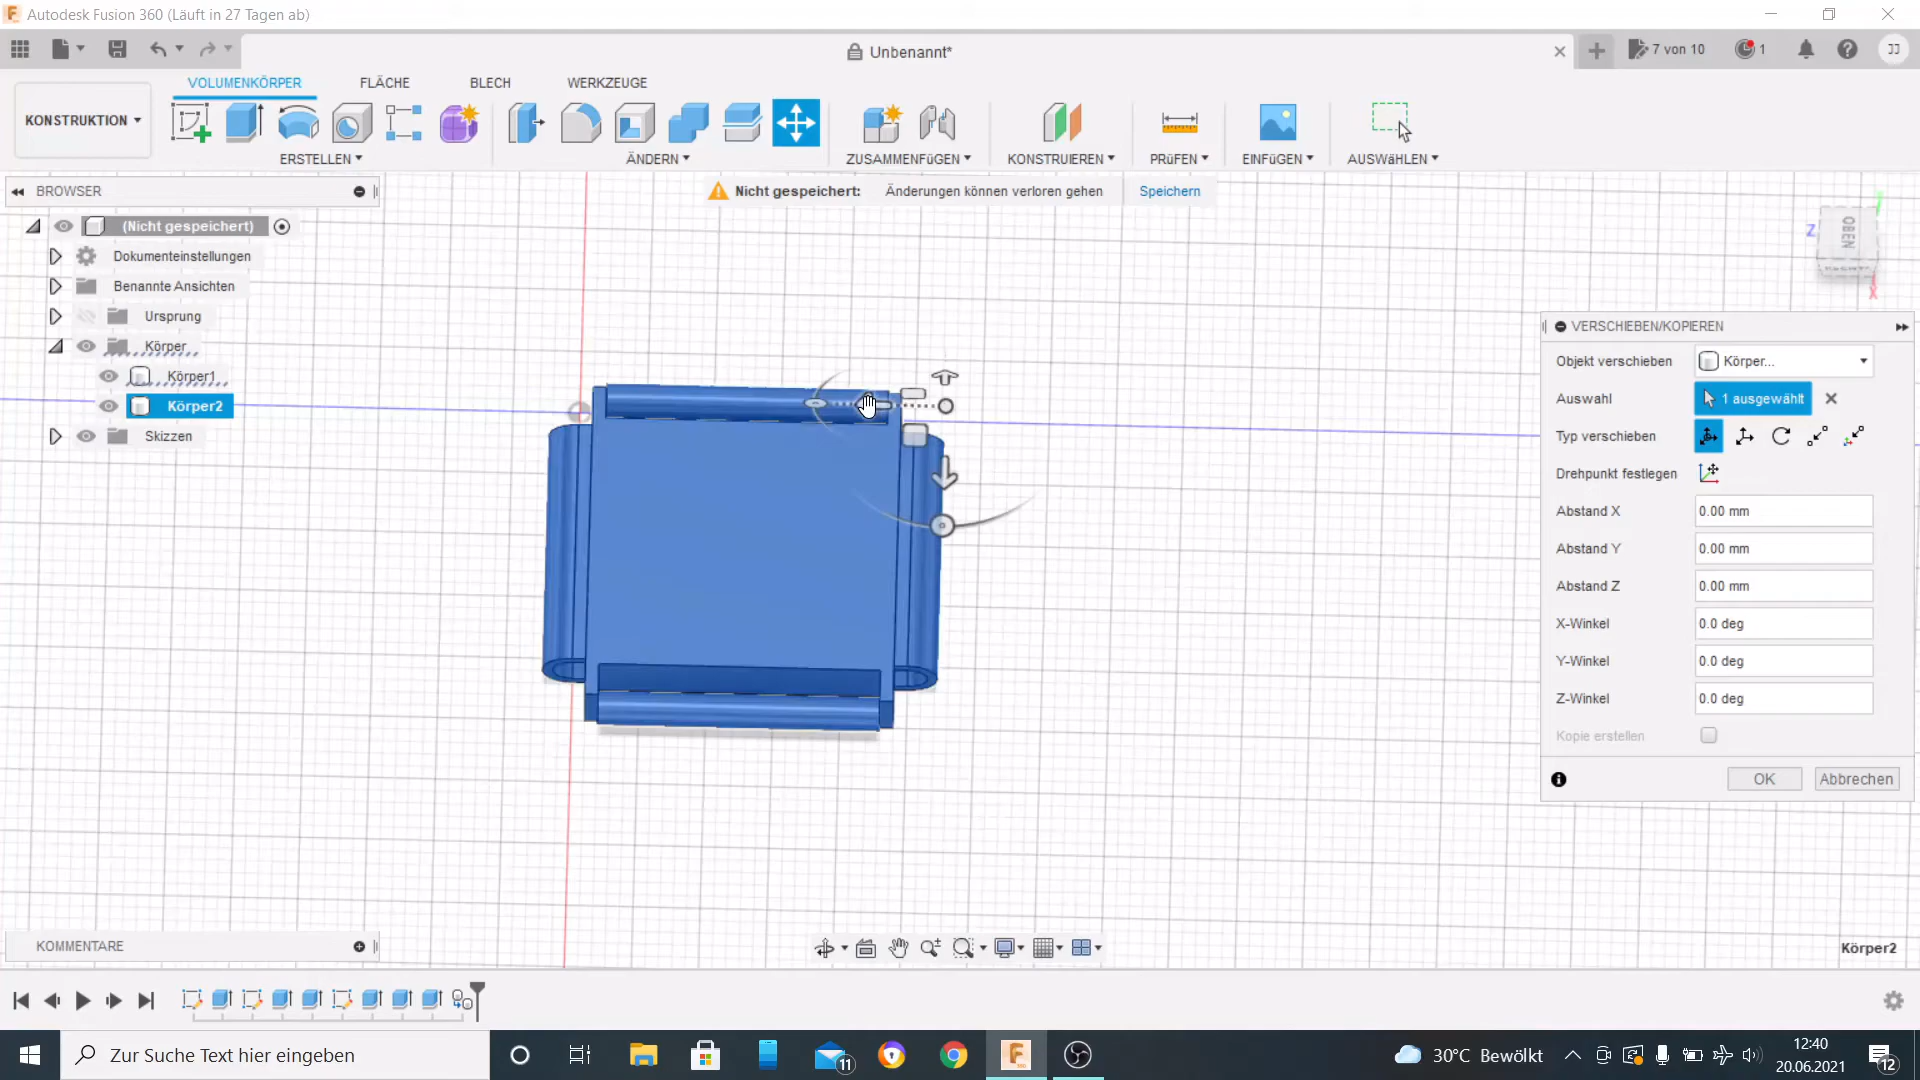 Autodesk Fusion 360 (Läuft in 27 Tagen ab)
Unbenannt*
7 von 10
1
JJ
KONSTRUKTION
VOLUMENKÖRPER
FLÄCHE
BLECH
WERKZEUGE
ERSTELLEN
ÄNDERN
ZUSAMMENFÜGEN
KONSTRUIEREN
PRÜFEN
EINFÜGEN
AUSWÄHLEN
BROWSER
Nicht gespeichert: Änderungen können verloren gehen Speichern
(Nicht gespeichert)
Dokumenteinstellungen
Benannte Ansichten
Ursprung
Körper
Körper1
Körper2
Skizzen
Z
OBEN
X
VERSCHIEBEN/KOPIEREN
Objekt verschieben Körper...
Auswahl 1 ausgewählt
Typ verschieben
Drehpunkt festlegen
Abstand X 0.00 mm
Abstand Y 0.00 mm
Abstand Z 0.00 mm
X-Winkel 0.0 deg
Y-Winkel 0.0 deg
Z-Winkel 0.0 deg
Kopie erstellen
OK Abbrechen
KOMMENTARE
Körper2
Zur Suche Text hier eingeben
11
30°C Bewölkt
12:40
20.06.2021
12